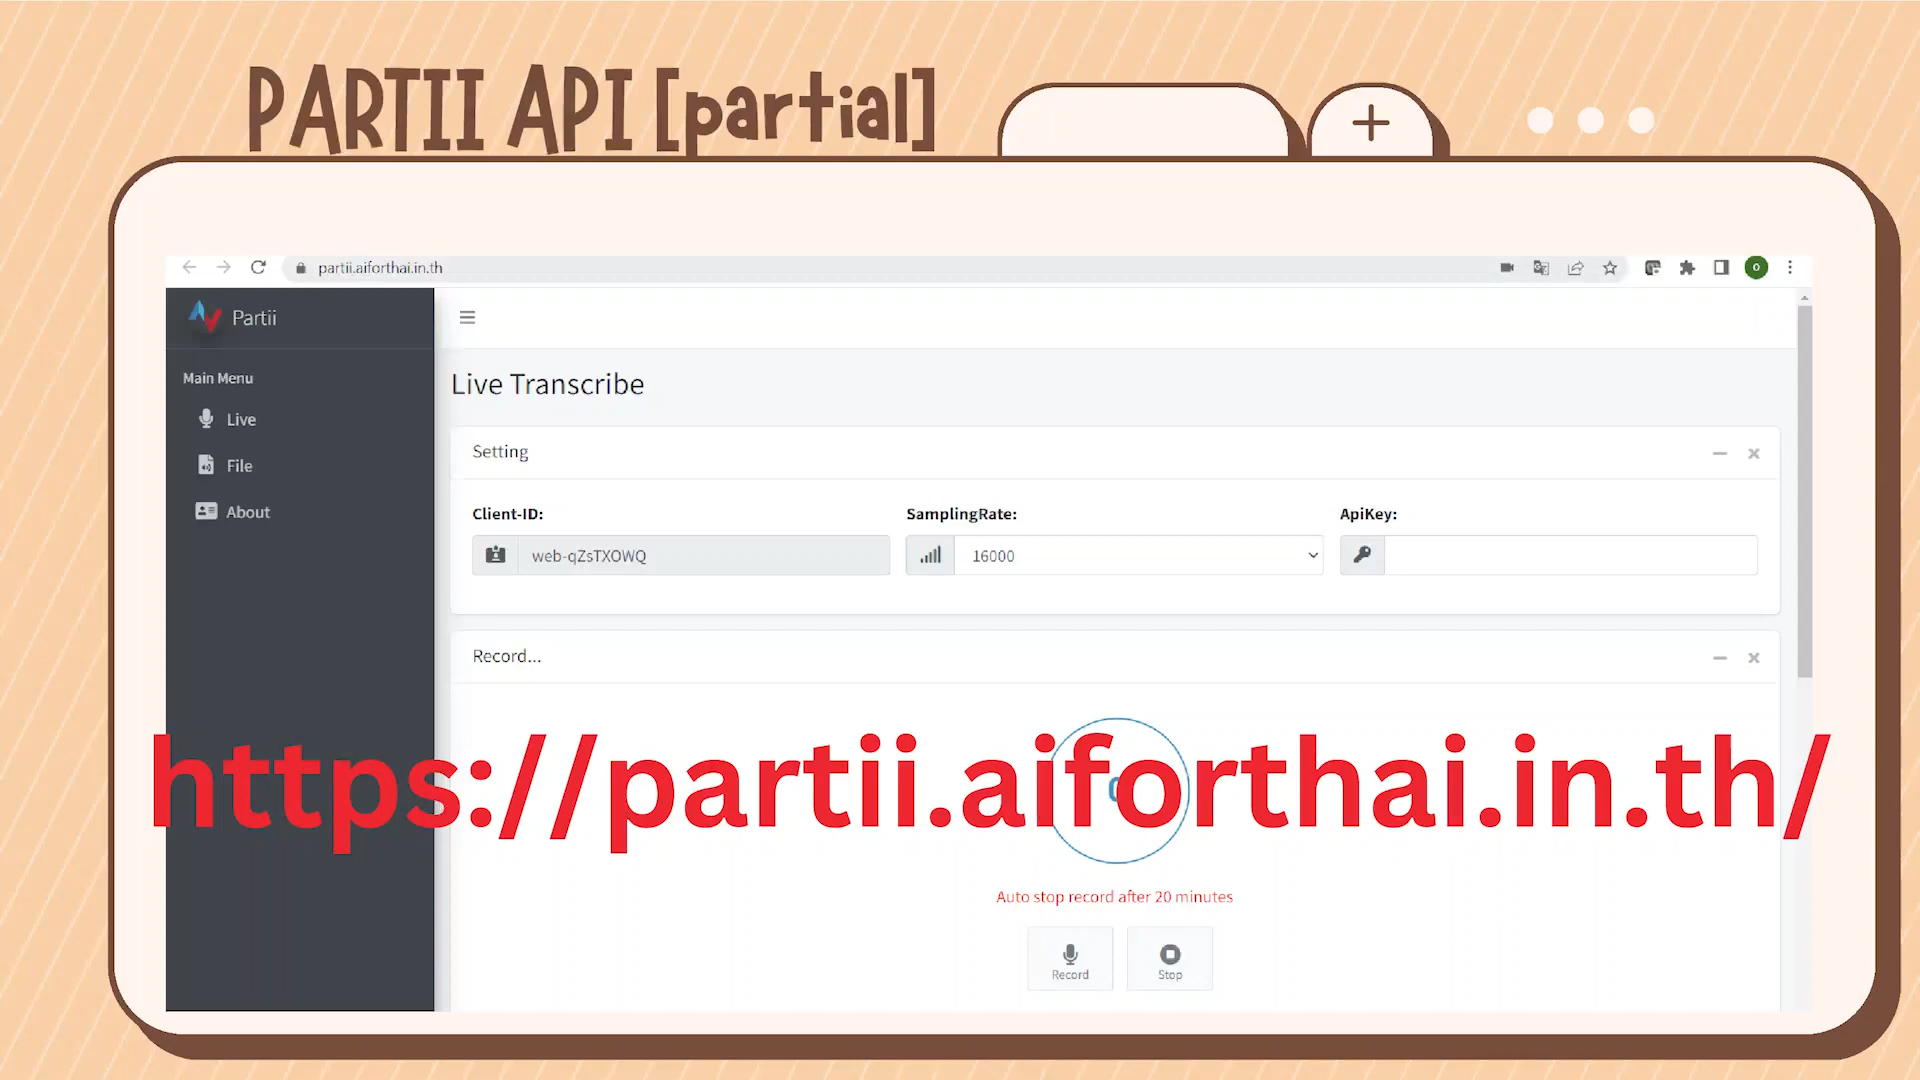 PARTII API [partial]
partii.aiforthai.in.th
O
Partii
Main Menu
Live
File
About
Live Transcribe
Setting
Client-ID:
SamplingRate:
ApiKey:
web-qZsTXOWQ
16000
Record...
https://partii.aiforthai.in.th/
Auto stop record after 20 minutes
Record
Stop